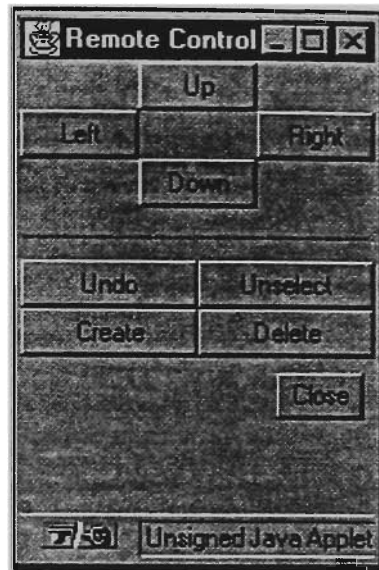 Remote Control
Up
Left Right
Down
Undo Unselect
Create Delete
Close
Unsigned Java Applet